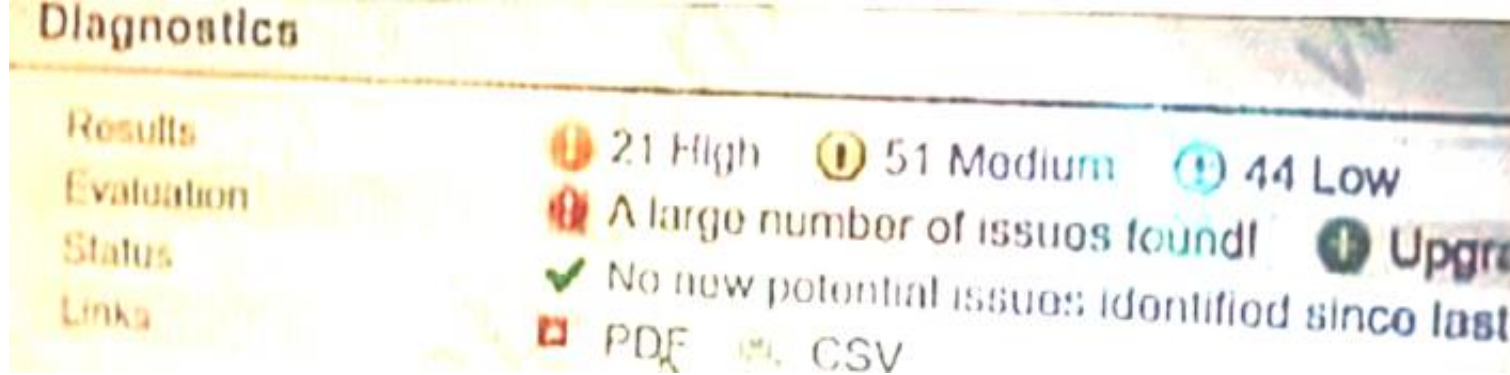 Diagnostics
Results
21 High 51 Medium 44 Low
Evaluation
A large number of issues found! Upgra
Status
No new potential issues identified since last
Links
PDF CSV